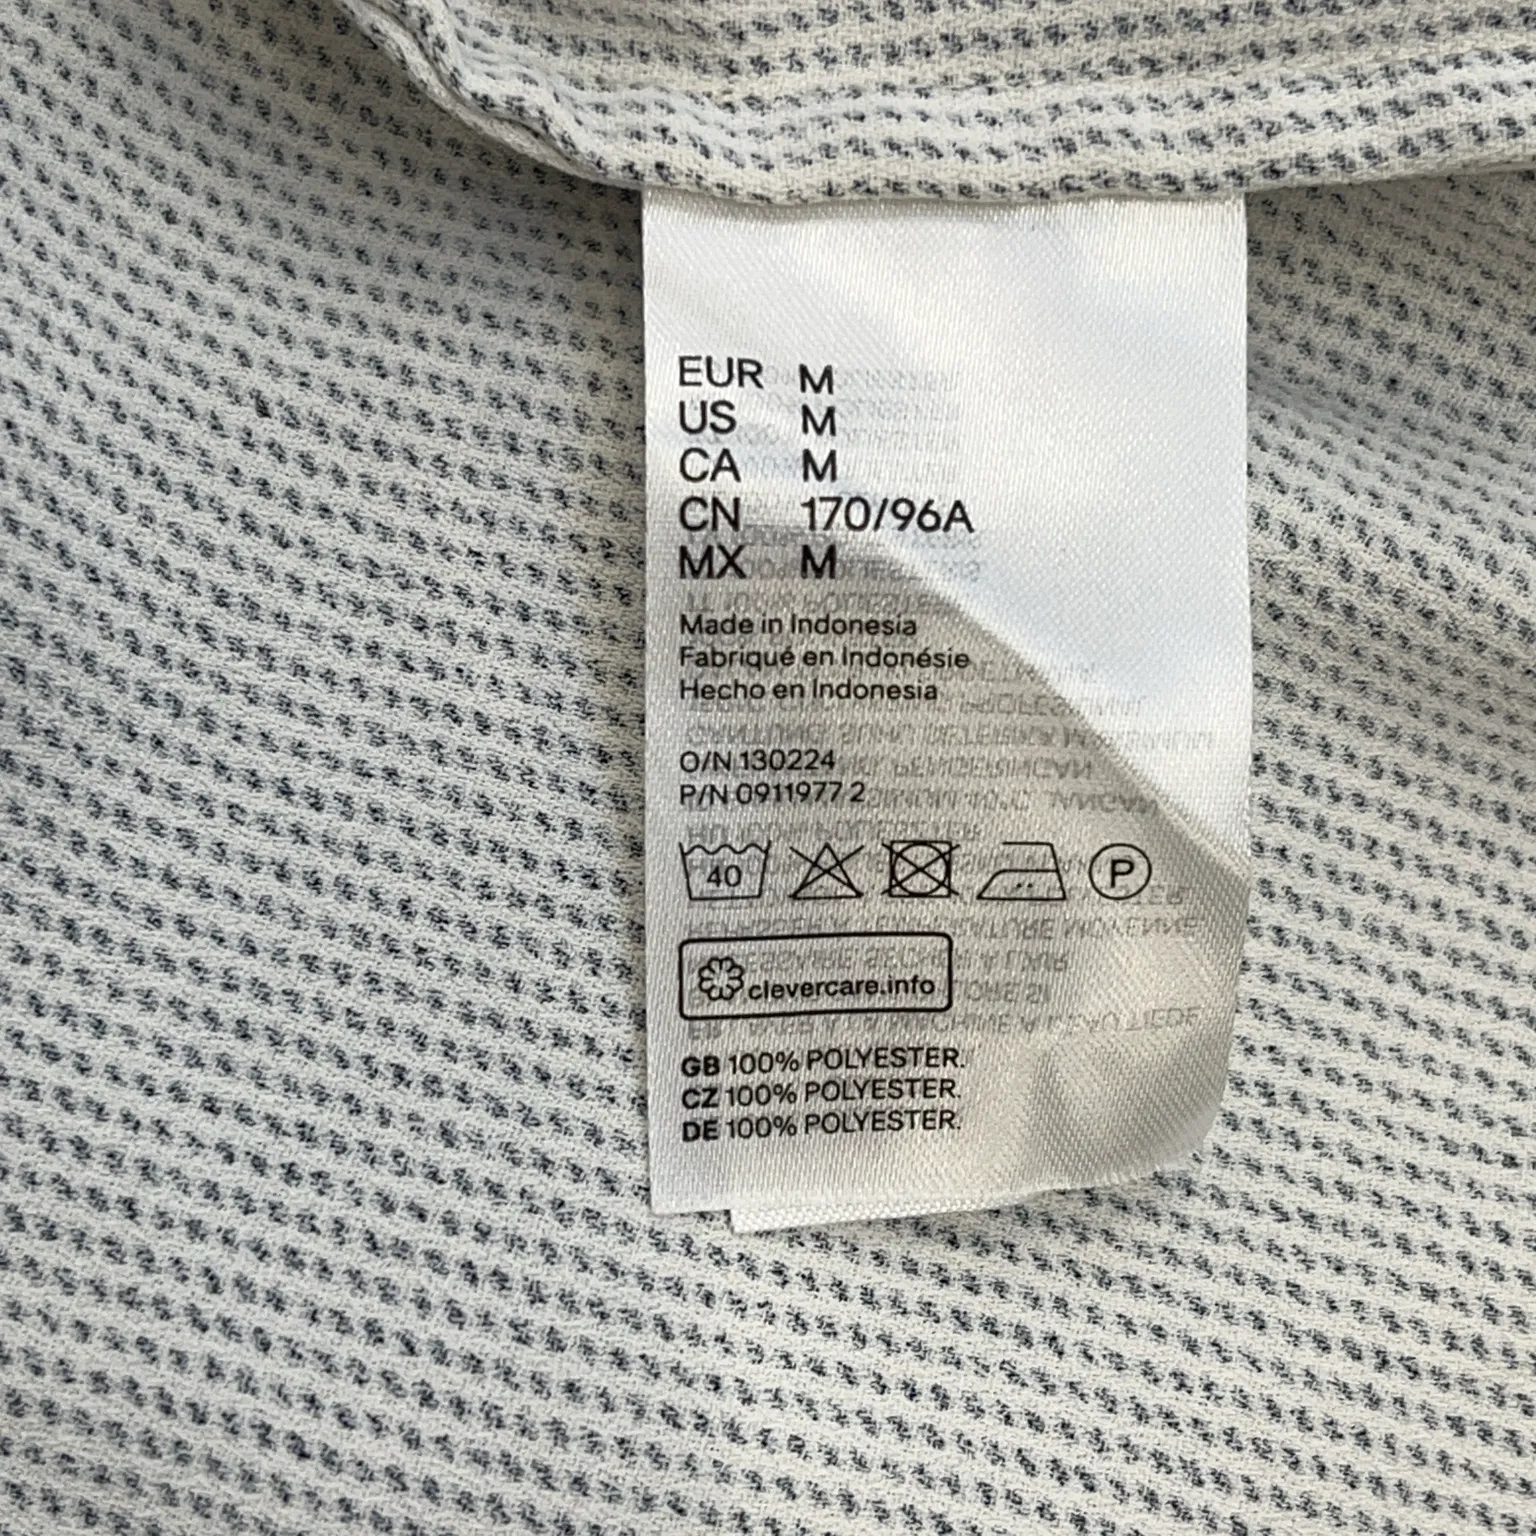 EUR M
US M
CA M
CN 170/96A
MX M
Made in Indonesia
Fabriqué en Indonésie
Hecho en Indonesia
O/N 130224
P/N 0911977 2
40
P
clevercare.info
GB 100% POLYESTER.
CZ 100% POLYESTER.
DE 100% POLYESTER.